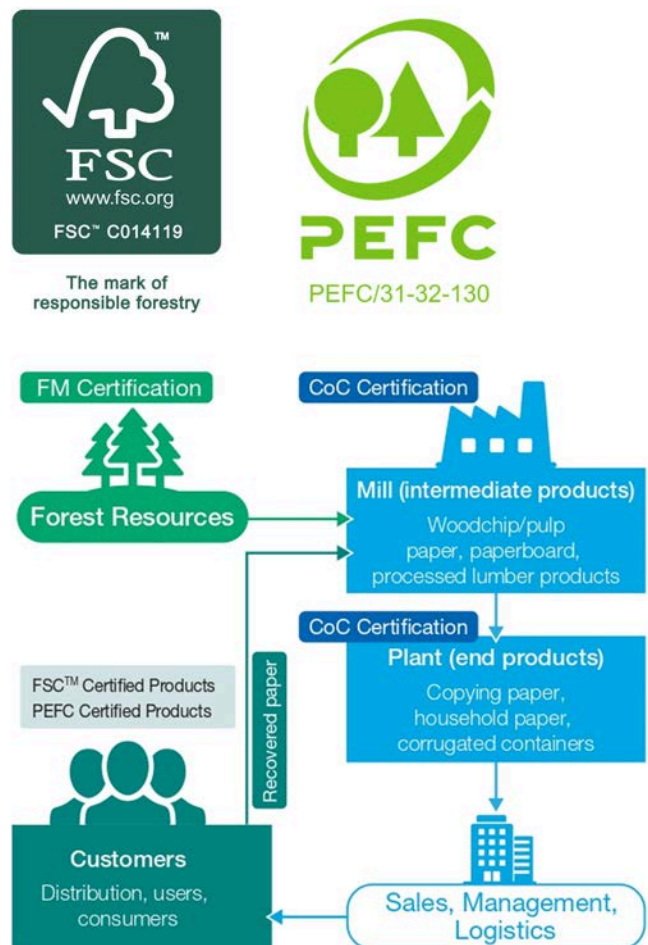 FSC
www.fsc.org
FSC™ C014119
The mark of
responsible forestry
PEFC
PEFC/31-32-130
FM Certification
Forest Resources
CoC Certification
Mill (intermediate products)
Woodchip/pulp
paper, paperboard,
processed lumber products
CoC Certification
Plant (end products)
Copying paper,
household paper,
corrugated containers
Recovered paper
FSC™ Certified Products
PEFC Certified Products
Customers
Distribution, users,
consumers
Sales, Management,
Logistics